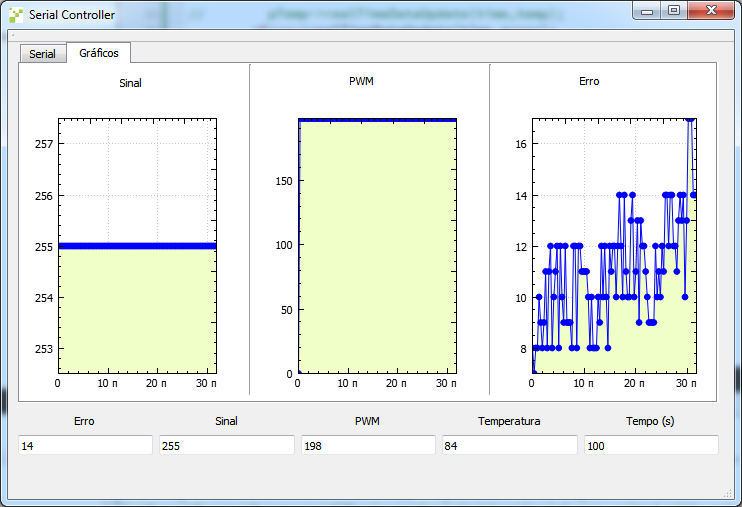 Serial Controller
Serial Gráficos
Sinal
257
256
255
254
253
0 10 n 20 n 30 n
PWM
150
100
50
0
0 10 n 20 n 30 n
Erro
16
14
12
10
8
0 10 n 20 n 30 n
Erro Sinal PWM Temperatura Tempo (s)
14 255 198 84 100